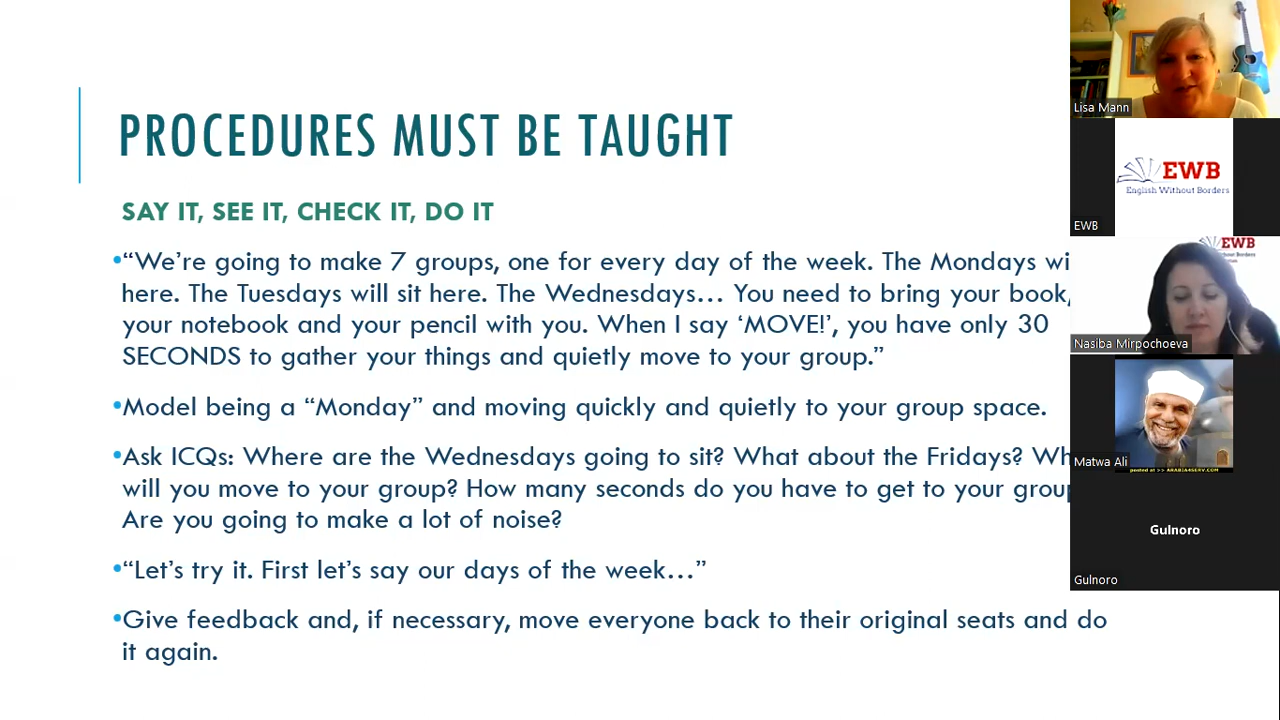 PROCEDURES MUST BE TAUGHT
SAY IT, SEE IT, CHECK IT, DO IT
•“We’re going to make 7 groups, one for every day of the week. The Mondays
here. The Tuesdays will sit here. The Wednesdays… You need to bring your book,
your notebook and your pencil with you. When I say ‘MOVE!’, you have only 30
SECONDS to gather your things and quietly move to your group.”
•Model being a “Monday” and moving quickly and quietly to your group space.
•Ask ICQs: Where are the Wednesdays going to sit? What about the Fridays?
will you move to your group? How many seconds do you have to get to your
Are you going to make a lot of noise?
•“Let’s try it. First let’s say our days of the week…”
•Give feedback and, if necessary, move everyone back to their original seats and do
it again.
Lisa Mann
EWB
English Without Borders
EWB
EWB
Nasiba Mirpochoeva
posted at >> ARABIA4SERV.COM
Matwa Ali
Gulnoro
Gulnoro